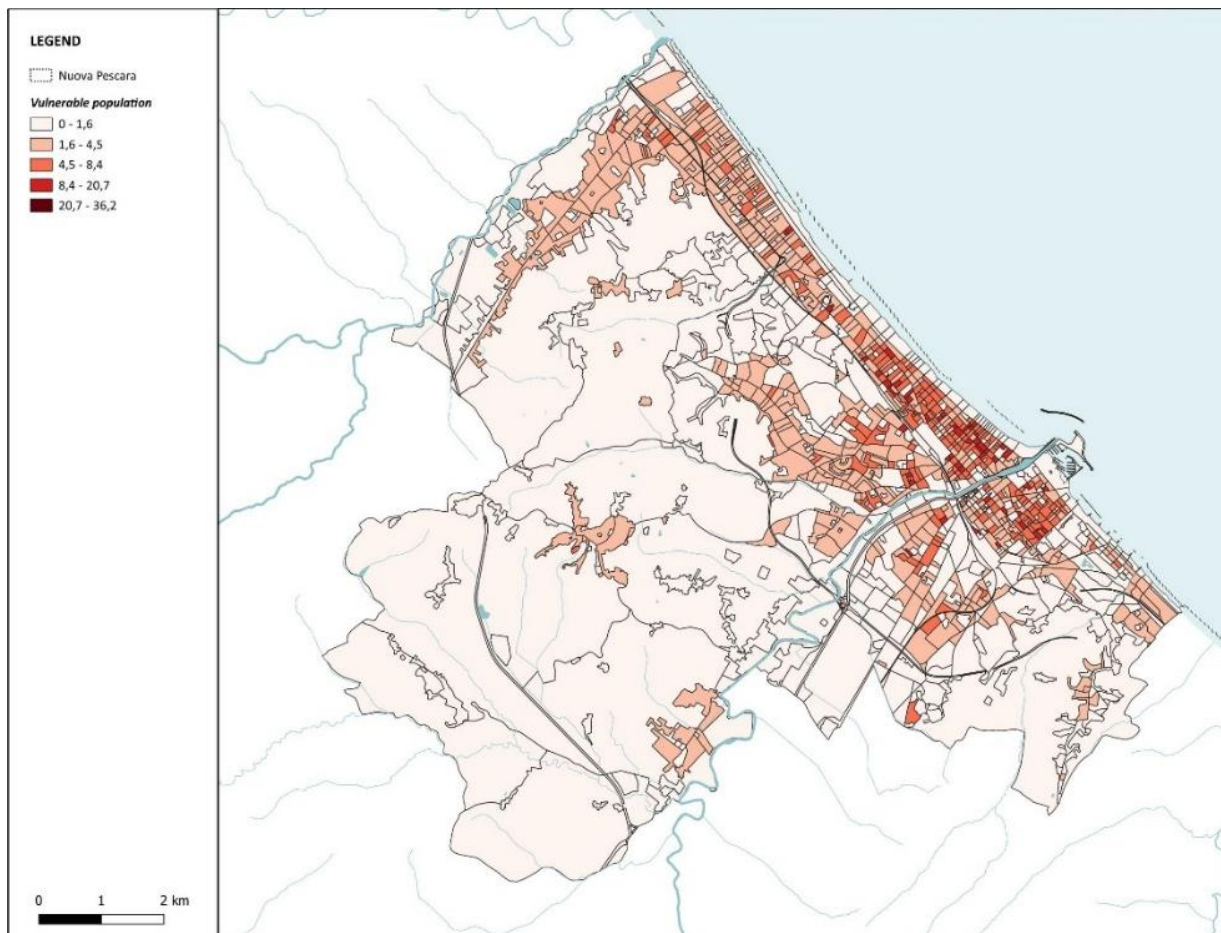 LEGEND
Nuova Pescara
Vulnerable population
0 - 1,6
1,6 - 4,5
4,5 - 8,4
8,4 - 20,7
20,7 - 36,2
0 1 2 km